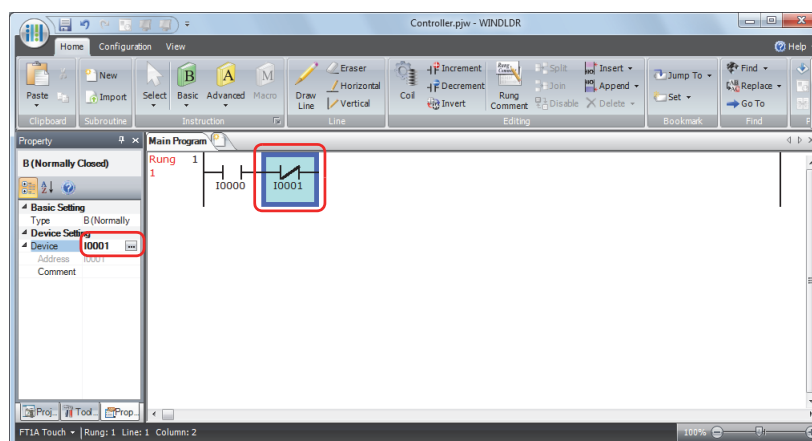 Controller.pjw - WINDLDR
Home Configuration View Help
Paste New Import Select Basic Advanced Macro Draw Line Eraser Horizontal Vertical Coil Increment Decrement Invert Rung Comment Split Join Disable Insert Append Delete Jump To Set Find Replace Go To
Clipboard Subroutine Instruction Line Editing Bookmark Find
Property
Main Program
B (Normally Closed)
Basic Setting
Type B (Normally
Device Setting
Device I0001
Address I0001
Comment
Rung 1
1
I0000 I0001
Proj... Tool... Prop...
FT1A Touch Rung: 1 Line: 1 Column: 2 100%